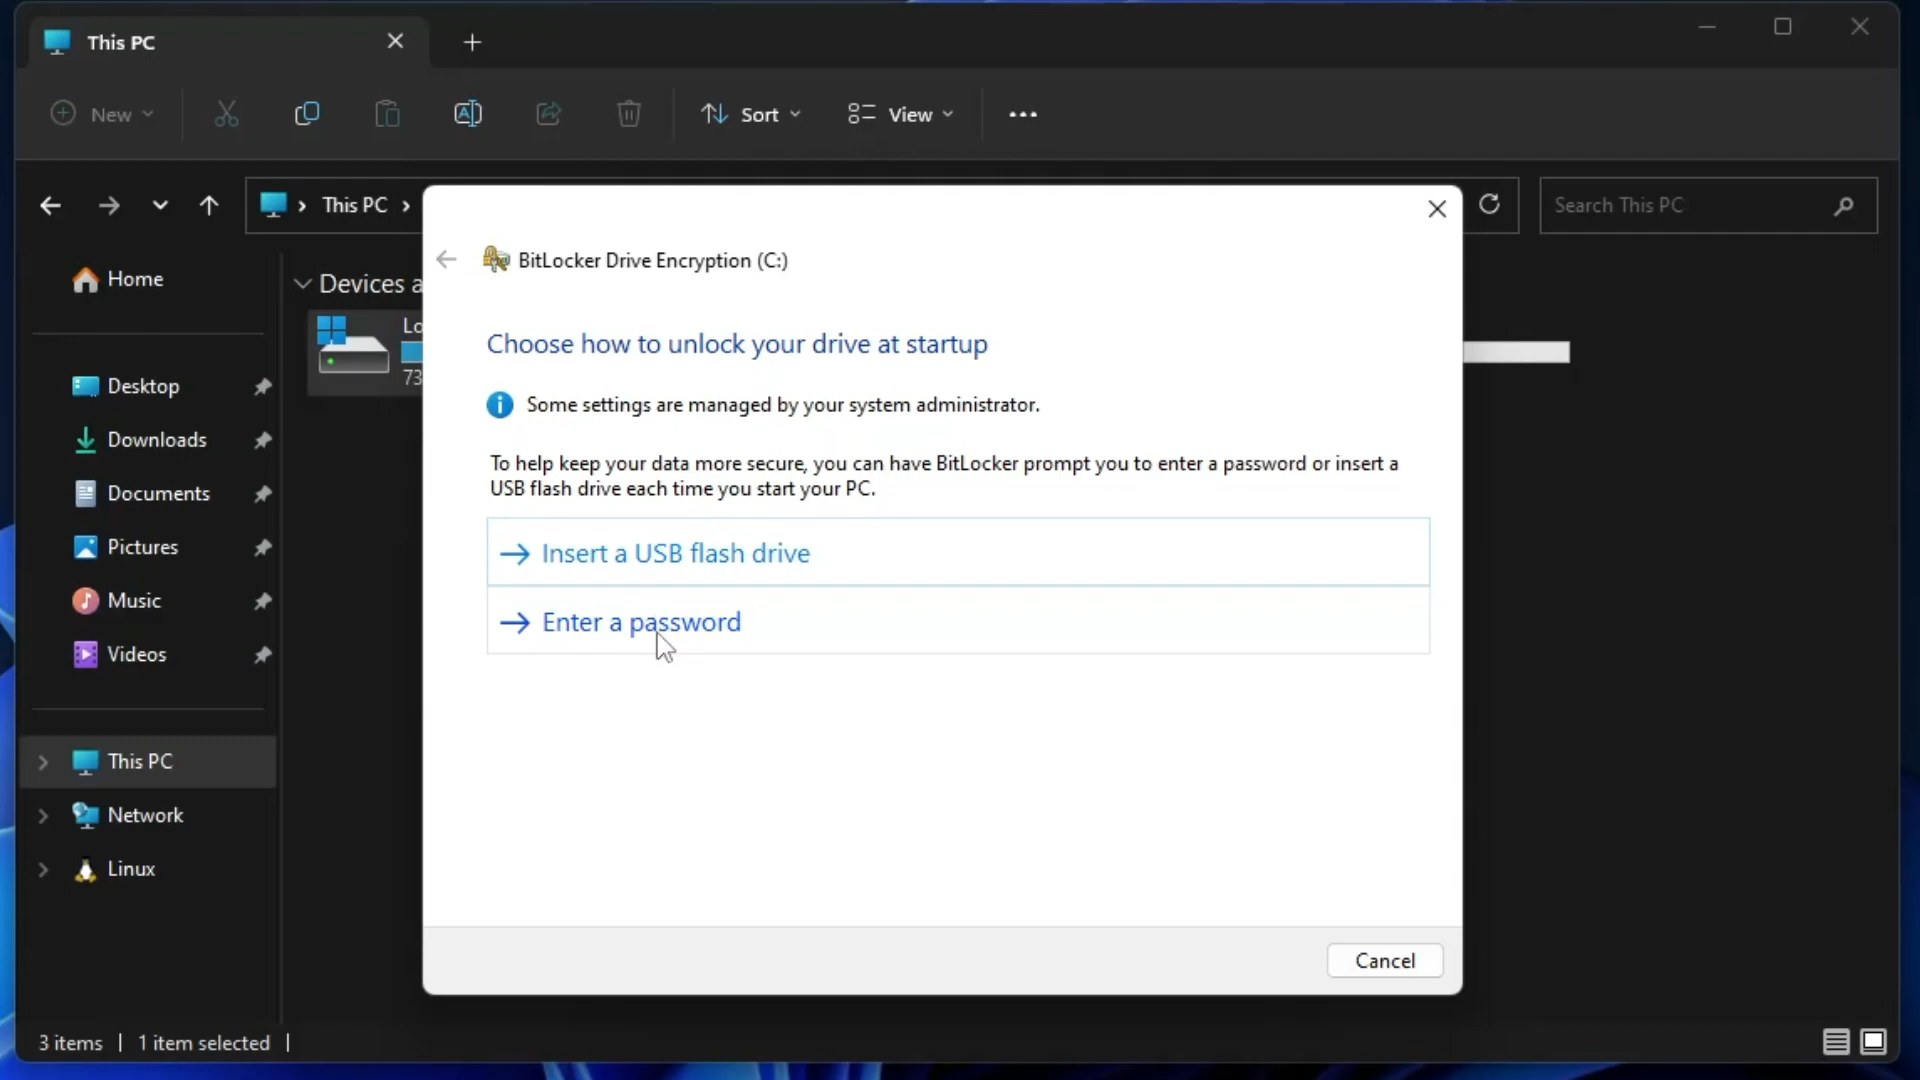 This PC
New
Sort
View
This PC
Search This PC
BitLocker Drive Encryption (C:)
Home
Devices a
Choose how to unlock your drive at startup
Lo
73
Desktop
Some settings are managed by your system administrator.
Downloads
To help keep your data more secure, you can have BitLocker prompt you to enter a password or insert a
USB flash drive each time you start your PC.
Documents
Pictures
Insert a USB flash drive
Music
Enter a password
Videos
This PC
Network
Linux
Cancel
3 items
1 item selected